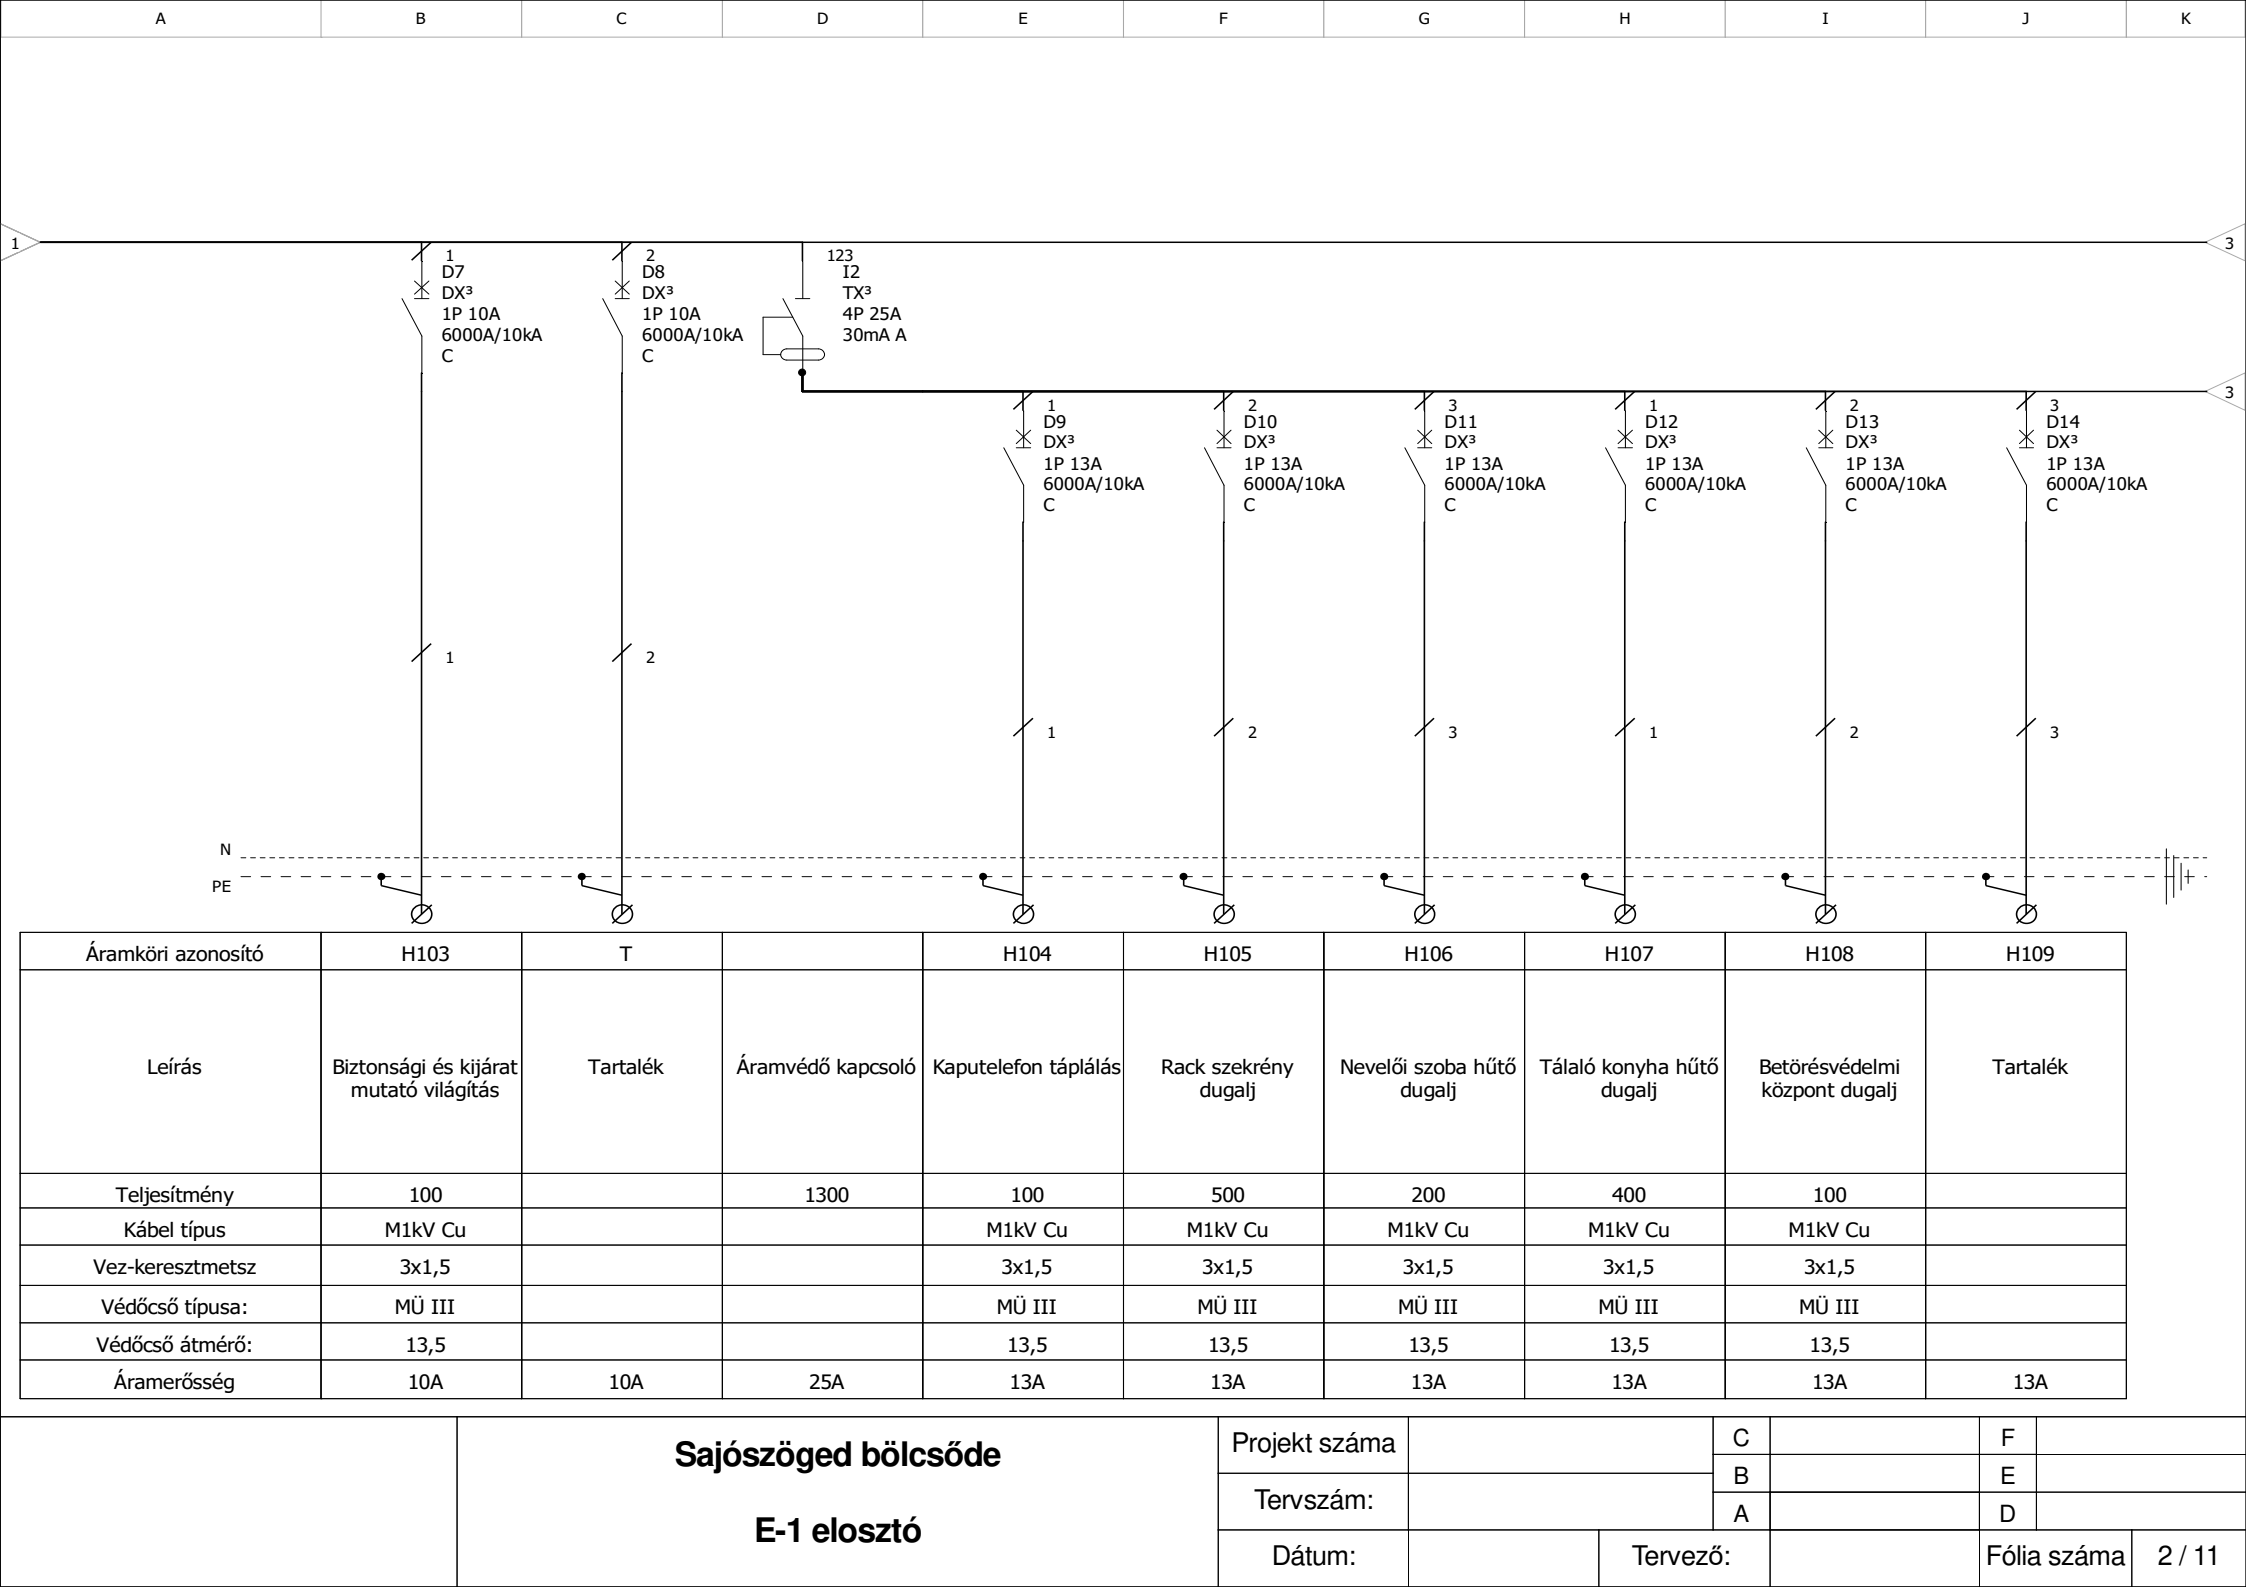 A B C D E F G H I J K
1
3
1
D7
DX³
1P 10A
6000A/10kA
C
2
D8
DX³
1P 10A
6000A/10kA
C
123
I2
TX³
4P 25A
30mA A
3
1
D9
DX³
1P 13A
6000A/10kA
C
2
D10
DX³
1P 13A
6000A/10kA
C
3
D11
DX³
1P 13A
6000A/10kA
C
1
D12
DX³
1P 13A
6000A/10kA
C
2
D13
DX³
1P 13A
6000A/10kA
C
3
D14
DX³
1P 13A
6000A/10kA
C
1 2
1 2 3 1 2 3
N
PE
Áramköri azonosító H103 T H104 H105 H106 H107 H108 H109
Leírás
Biztonsági és kijárat
mutató világítás
Tartalék
Áramvédő kapcsoló
Kaputelefon táplálás
Rack szekrény
dugalj
Nevelői szoba hűtő
dugalj
Tálaló konyha hűtő
dugalj
Betörésvédelmi
központ dugalj
Tartalék
Teljesítmény 100 1300 100 500 200 400 100
Kábel típus M1kV Cu M1kV Cu M1kV Cu M1kV Cu M1kV Cu M1kV Cu
Vez-keresztmetsz 3x1,5 3x1,5 3x1,5 3x1,5 3x1,5 3x1,5
Védőcső típusa: MÜ III MÜ III MÜ III MÜ III MÜ III MÜ III
Védőcső átmérő: 13,5 13,5 13,5 13,5 13,5 13,5
Áramerősség 10A 10A 25A 13A 13A 13A 13A 13A 13A
Sajószöged bölcsőde
E-1 elosztó
Projekt száma
Tervszám:
Dátum:
Tervező:
C F
B E
A D
Fólia száma 2 / 11